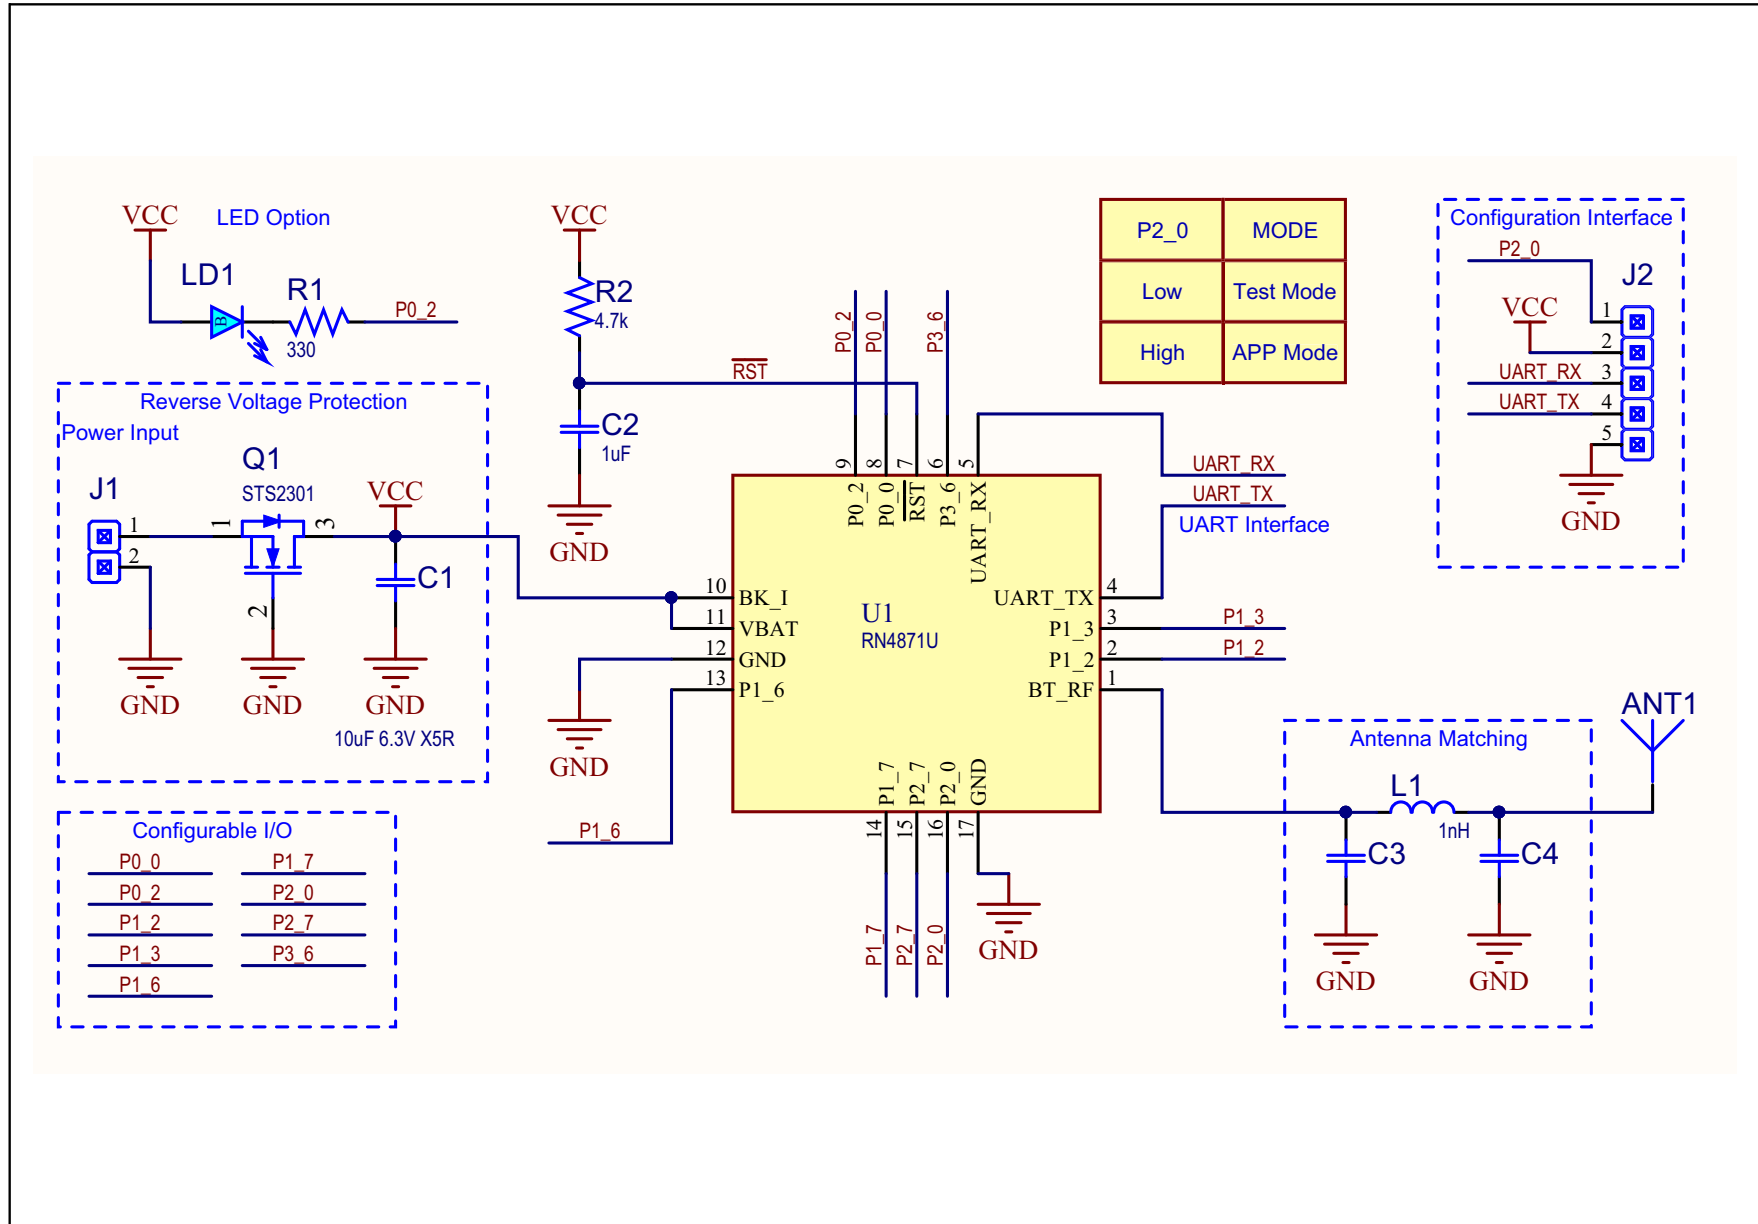 VCC
LED Option
LD1
B
R1
330
P0_2
VCC
R2
4.7k
C2
1uF
GND
RST
P0_2
P0_0
P3_6
P2_0 MODE
Low Test Mode
High APP Mode
Configuration Interface
P2_0
J2
VCC
UART_RX
UART_TX
1
2
3
4
5
GND
Reverse Voltage Protection
Power Input
Q1
STS2301
J1
1
2
1
3
2
VCC
C1
GND
GND
GND
10uF 6.3V X5R
9
8
7
6
5
P0_2
P0_0
RST
P3_6
UART_RX
UART_RX
UART_TX
UART Interface
U1
RN4871U
10 BK_I
11 VBAT
12 GND
13 P1_6
UART_TX 4
P1_3 3
P1_2 2
BT_RF 1
P1_3
P1_2
GND
P1_6
P1_7
P2_7
P2_0
GND
14
15
16
17
P1_7
P2_7
P2_0
GND
Antenna Matching
ANT1
L1
1nH
C3
C4
GND
GND
Configurable I/O
P0_0 P1_7
P0_2 P2_0
P1_2 P2_7
P1_3 P3_6
P1_6